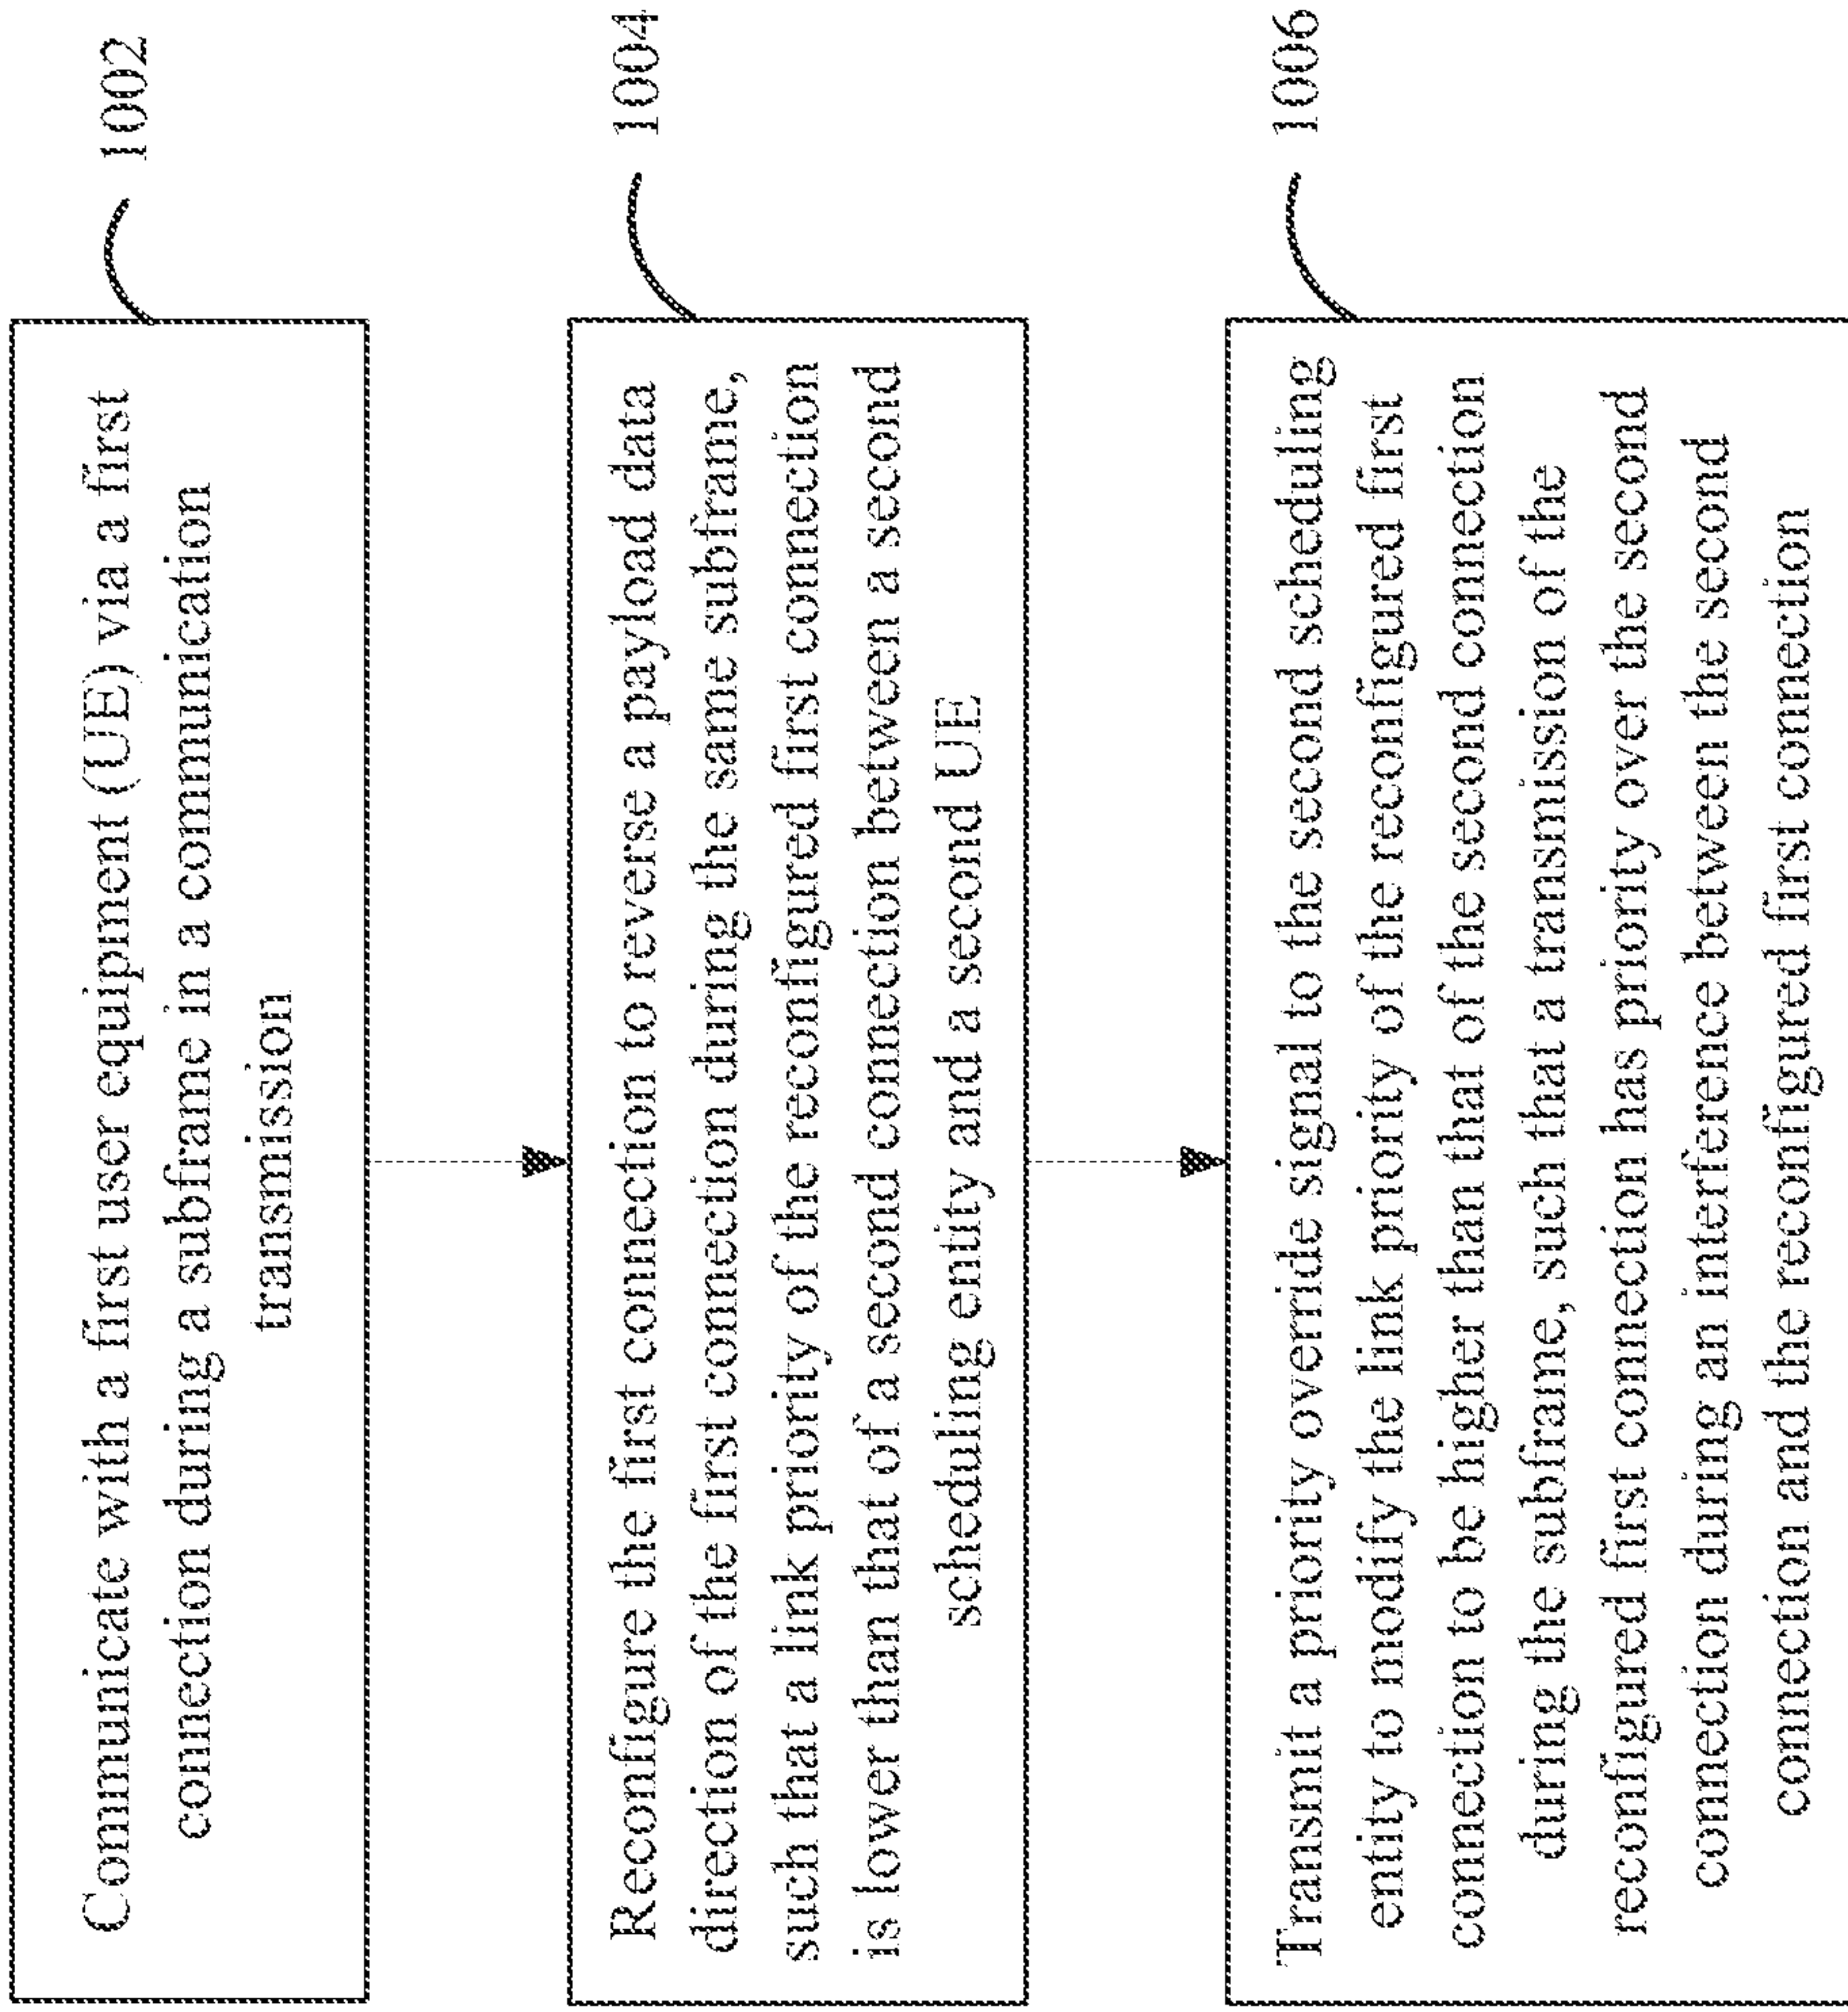 Communicate with a first user equipment (UE) via a first
connection during a subframe in a communication
transmission
1002
Reconfigure the first connection to reverse a payload data
direction of the first connection during the same subframe,
such that a link priority of the reconfigured first connection
is lower than that of a second connection between a second
scheduling entity and a second UE
1004
Transmit a priority override signal to the second scheduling
entity to modify the link priority of the reconfigured first
connection to be higher than that of the second connection
during the subframe, such that a transmission of the
reconfigured first connection has priority over the second
connection during an interference between the second
connection and the reconfigured first connection
1006